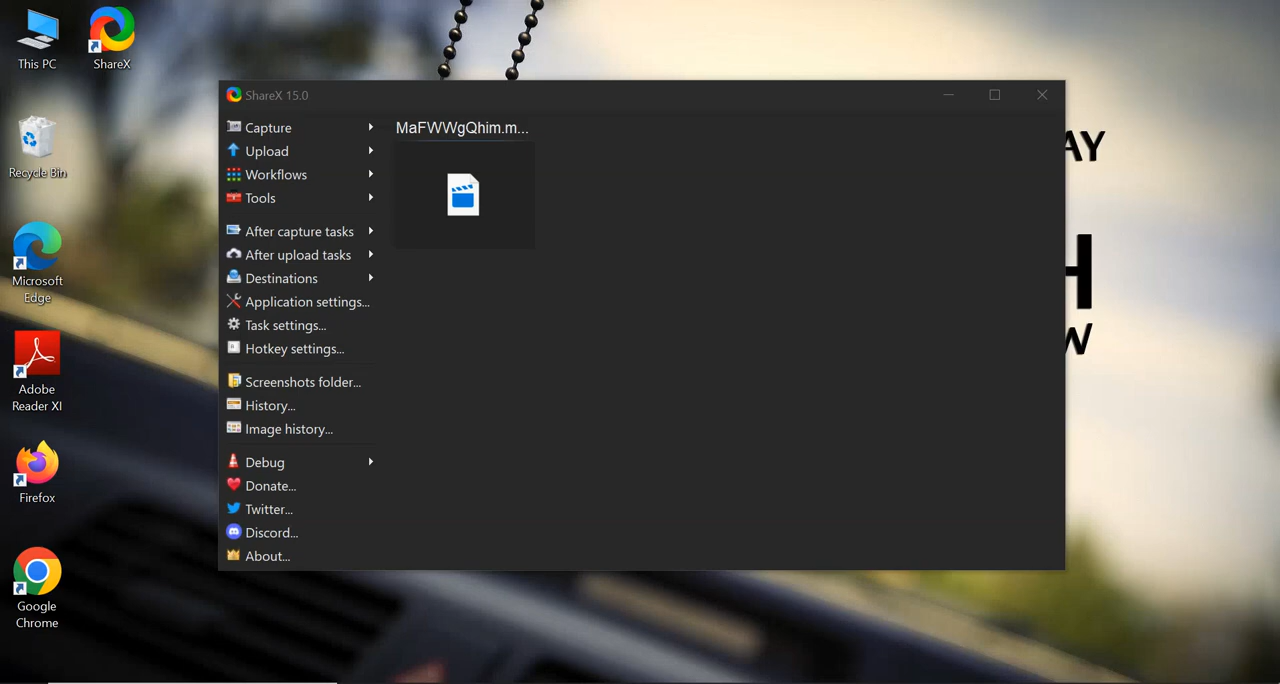 This PC
ShareX
Recycle Bin
Microsoft
Edge
Adobe
Reader XI
Firefox
Google
Chrome
ShareX 15.0
Capture
Upload
Workflows
Tools
After capture tasks
After upload tasks
Destinations
Application settings...
Task settings...
Hotkey settings...
Screenshots folder...
History...
Image history...
Debug
Donate...
Twitter...
Discord...
About...
MaFWWgQhim.m...
AY
H
W